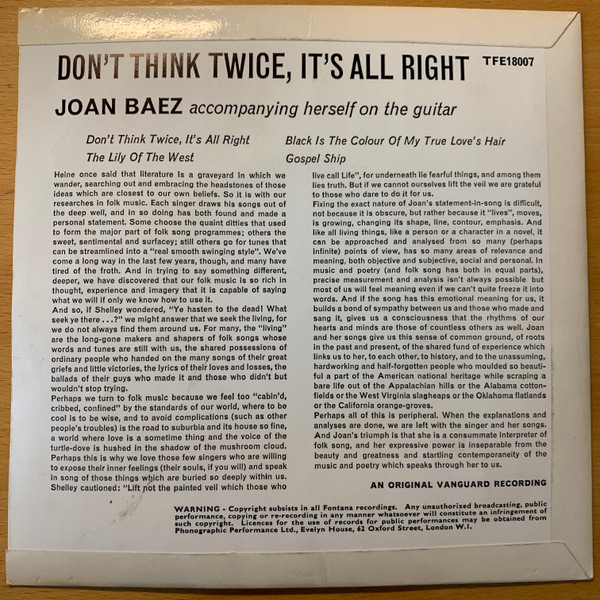 DON'T THINK TWICE, IT'S ALL RIGHT TFE18007
JOAN BAEZ accompanying herself on the guitar
Don't Think Twice, It's All Right
The Lily Of The West
Black Is The Colour Of My True Love's Hair
Gospel Ship
Heine once said that literature is a graveyard in which we
wander, searching out and embracing the headstones of those
ideas which are closest to our own beliefs. So it is with our
researches in folk music. Each singer draws his songs out of
the deep well, and in so doing has both found and made a
personal statement. Some choose the quaint ditties that used
to form the major part of folk song programmes; others the
sweet, sentimental and surfacey; still others go for tunes that
can be streamlined into a "real smooth swinging style". We've
come a long way in the last few years, though, and many have
tired of the froth. And in trying to say something different,
deeper, we have discovered that our folk music is so rich in
thought, experience and imagery that it is capable of saying
what we will if only we know how to use it.
And so, if Shelley wondered, "Ye hasten to the dead! What
seek ye there . . .?" we might answer that we seek the living, for
we do not always find them around us. For many, the "living"
are the long-gone makers and shapers of folk songs whose
words and tunes are still with us, the shared possessions of
ordinary people who handed on the many songs of their great
griefs and little victories, the lyrics of their loves and losses, the
ballads of their guys who made it and those who didn't but
wouldn't stop trying.
Perhaps we turn to folk music because we feel too "cabin'd,
cribbed, confined" by the standards of our world, where to be
cool is to be wise, and to avoid complications (such as other
people's troubles) is the road to suburbia and its house so fine,
a world where love is a sometime thing and the voice of the
turtle-dove is hushed in the shadow of the mushroom cloud.
Perhaps this is why we love those few singers who are willing
to expose their inner feelings (their souls, if you will) and speak
in song of those things which are buried so deeply within us.
Shelley cautioned: "Lift not the painted veil which those who
live call Life", for underneath lie fearful things, and among them
lies truth. But if we cannot ourselves lift the veil we are grateful
to those who dare to do it for us.
Fixing the exact nature of Joan's statement-in-song is difficult,
not because it is obscure, but rather because it "lives", moves,
is growing, changing its shape, line, contour, emphasis. And
like all living things, like a person or a character in a novel, it
can be approached and analysed from so many (perhaps
infinite) points of view, has so many areas of relevance and
meaning, both objective and subjective, social and personal. In
music and poetry (and folk song has both in equal parts),
precise measurement and analysis isn't always possible but
most of us will feel meaning even if we can't quite freeze it into
words. And if the song has this emotional meaning for us, it
builds a bond of sympathy between us and those who made and
sang it, gives us a consciousness that the rhythms of our
hearts and minds are those of countless others as well. Joan
and her songs give us this sense of common ground, of roots
in the past and present, of the shared fund of experience which
links us to her, to each other, to history, and to the unassuming,
hardworking and half-forgotten people who moulded so beauti-
ful a part of the American national heritage while scraping a
bare life out of the Appalachian hills or the Alabama cotton-
fields or the West Virginia slagheaps or the Oklahoma flatlands
or the California orange-groves.
Perhaps all of this is peripheral. When the explanations and
analyses are done, we are left with the singer and her songs.
And Joan's triumph is that she is a consummate interpreter of
folk song, and her expressive power is inseparable from the
beauty and greatness and startling contemporaneity of the
music and poetry which speaks through her to us.
AN ORIGINAL VANGUARD RECORDING
WARNING - Copyright subsists in all Fontana recordings. Any unauthorized broadcasting, public
performance, copying or re-recording in any manner whatsoever will constitute an infringement of
such copyright. Licences for the use of records for public performances may be obtained from
Phonographic Performance Ltd., Evelyn House, 62 Oxford Street, London W.I.